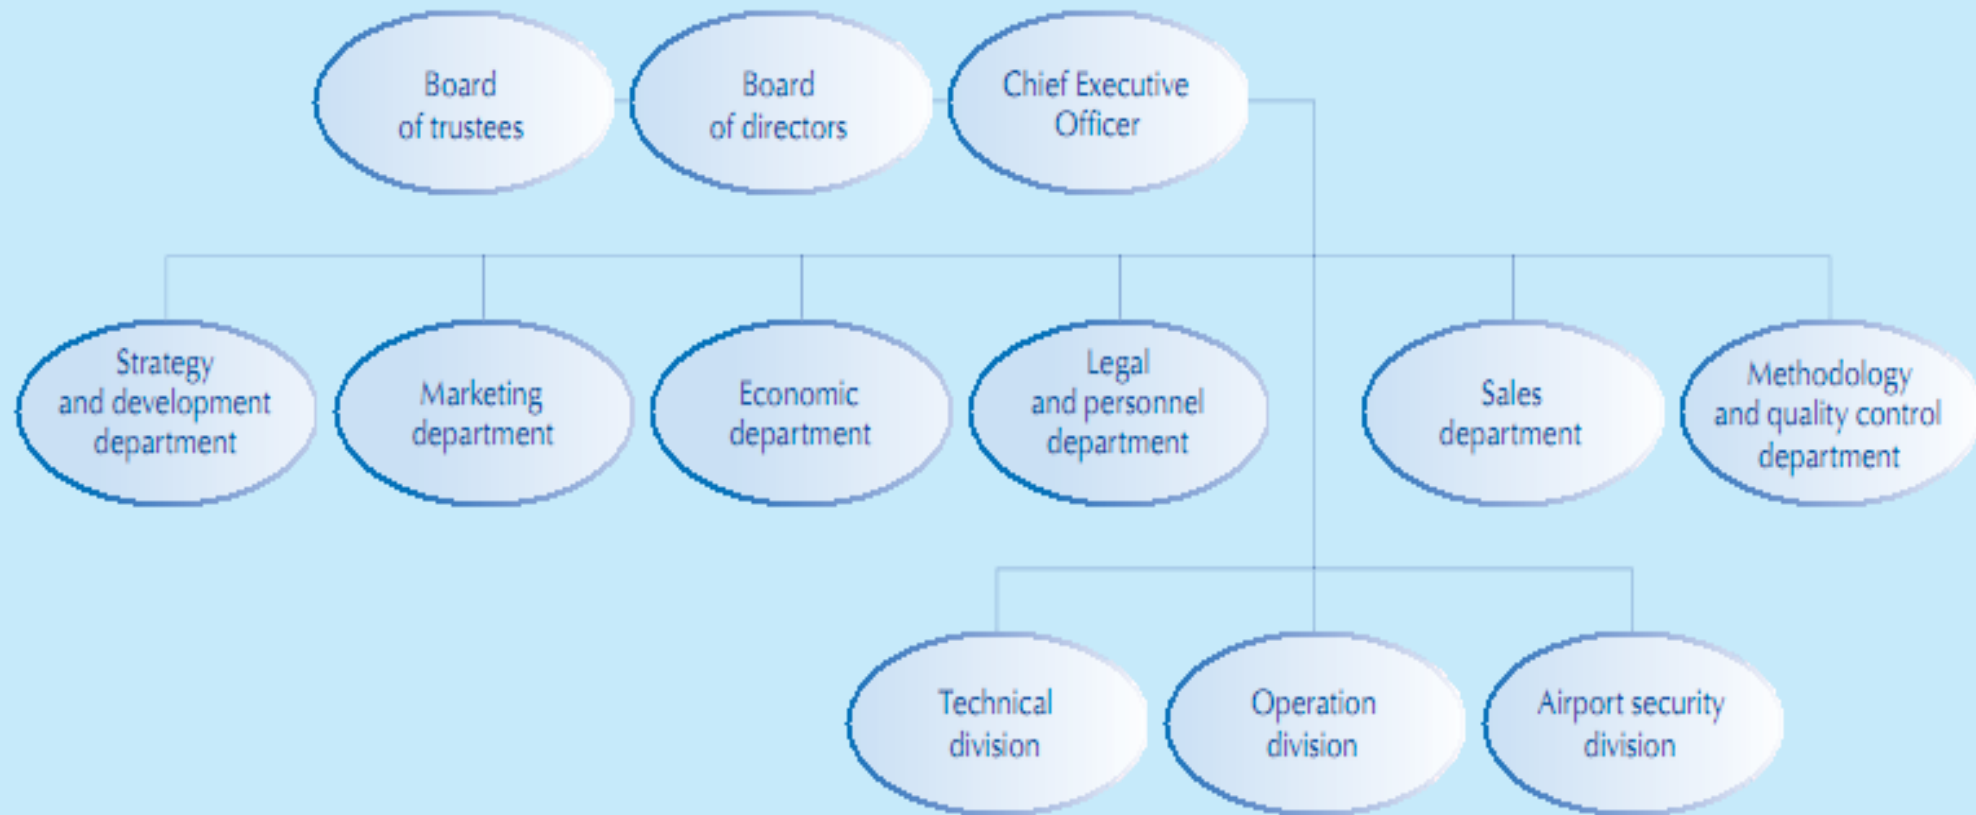 Board
of trustees
Board
of directors
Chief Executive
Officer
Strategy
and development
department
Marketing
department
Economic
department
Legal
and personnel
department
Sales
department
Methodology
and quality control
department
Technical
division
Operation
division
Airport security
division